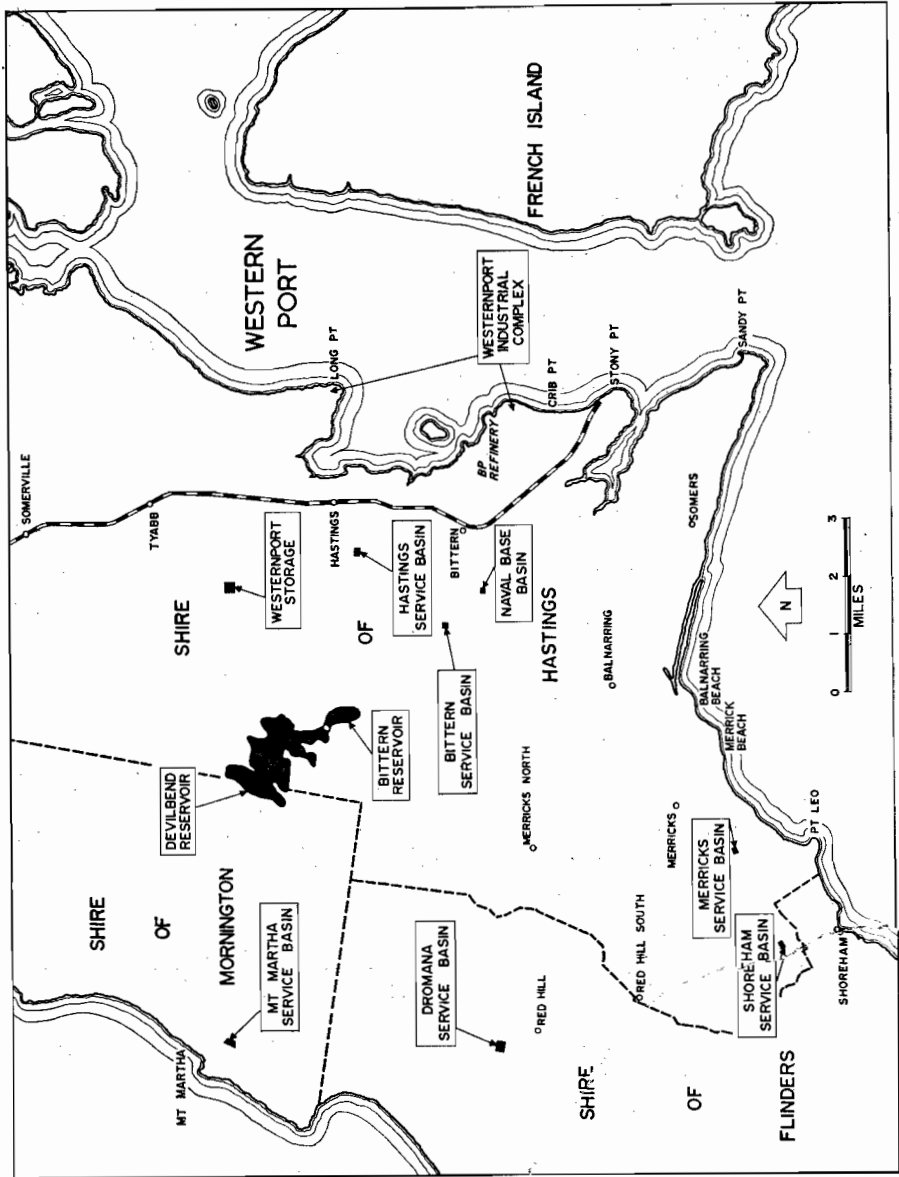 SOMERVILLE
TYABB
SHIRE
OF
HASTINGS
SHIRE
OF
MORNINGTON
SHIRE
OF
FLINDERS
WESTERN
PORT
FRENCH ISLAND
WESTERNPORT
INDUSTRIAL
COMPLEX
LONG PT
CRIB PT
STONY PT
SANDY PT
BP
REFINERY
WESTERNPORT
STORAGE
HASTINGS
HASTINGS
SERVICE BASIN
BITTERN
NAVAL BASE
BASIN
BITTERN
SERVICE BASIN
BITTERN
RESERVOIR
DEVILBEND
RESERVOIR
MT MARTHA
SERVICE BASIN
MT MARTHA
DROMANA
SERVICE BASIN
RED HILL
RED HILL SOUTH
MERRICKS NORTH
MERRICKS
MERRICKS
SERVICE BASIN
SHOREHAM
SERVICE BASIN
SHOREHAM
PT LEO
MERRICK
BEACH
BALNARRING
BEACH
BALNARRING
SOMERS
N
0 1 2 3
MILES